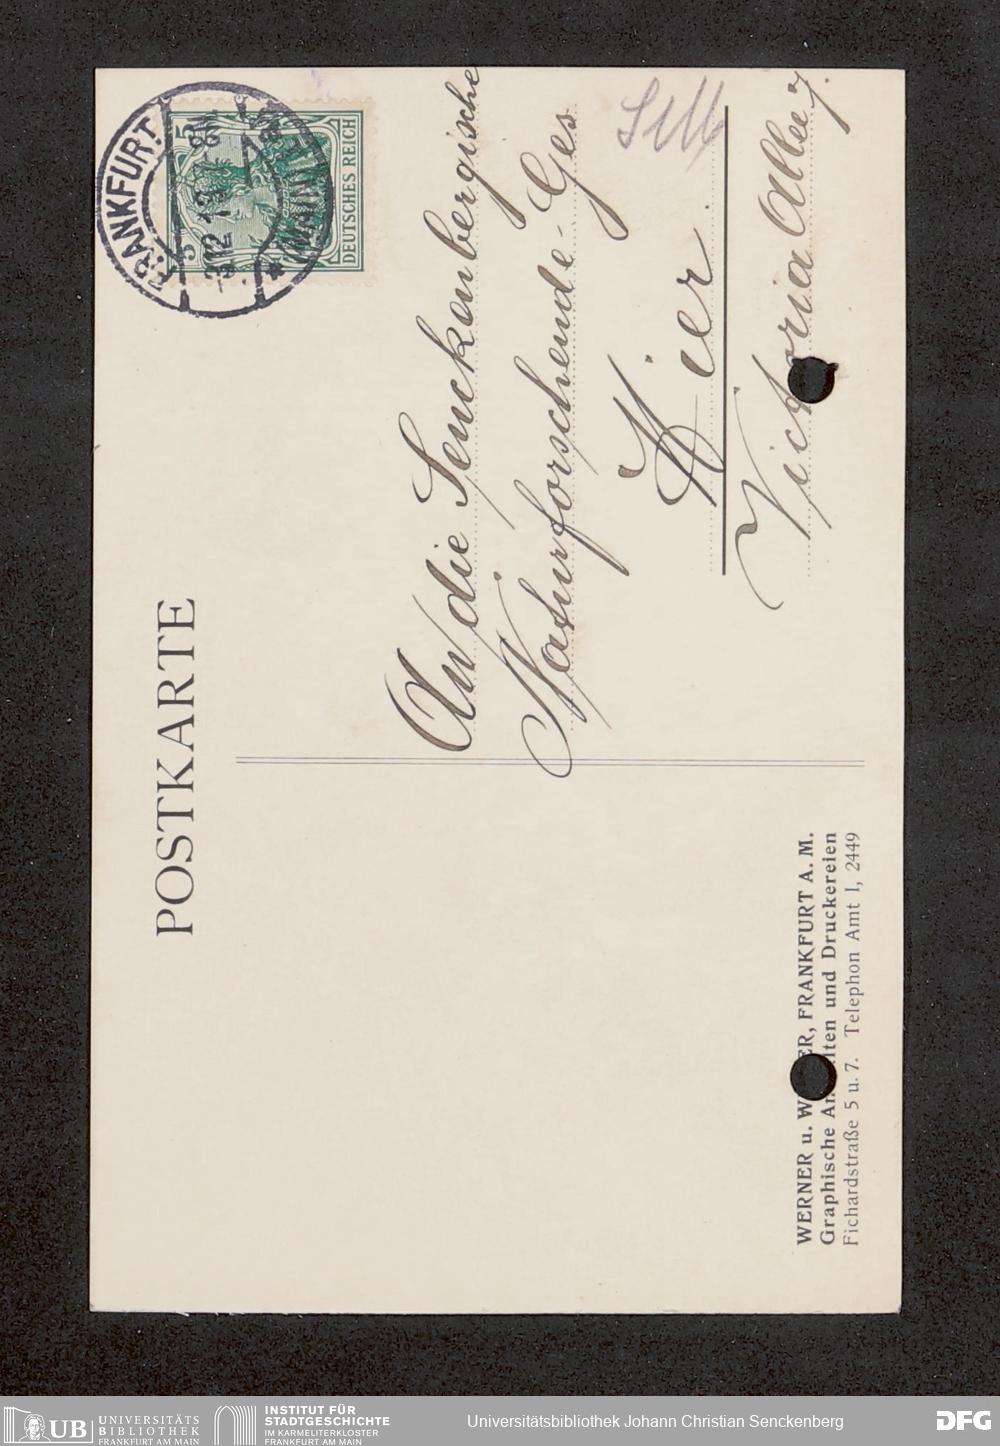 POSTKARTE
FRANKFURT
(MAIN)
DEUTSCHES REICH
5
5
An die Senckenbergische
Naturforschende-Ges.
Hier.
Victoria Allee 7.
WERNER u. W ER, FRANKFURT A. M.
Graphische An lten und Druckereien
Fichardstraße 5 u. 7. Telephon Amt I, 2449
UB UNIVERSITÄTS
BIBLIOTHEK
FRANKFURT AM MAIN
INSTITUT FÜR
STADTGESCHICHTE
IM KARMELITERKLOSTER
FRANKFURT AM MAIN
Universitätsbibliothek Johann Christian Senckenberg
DFG